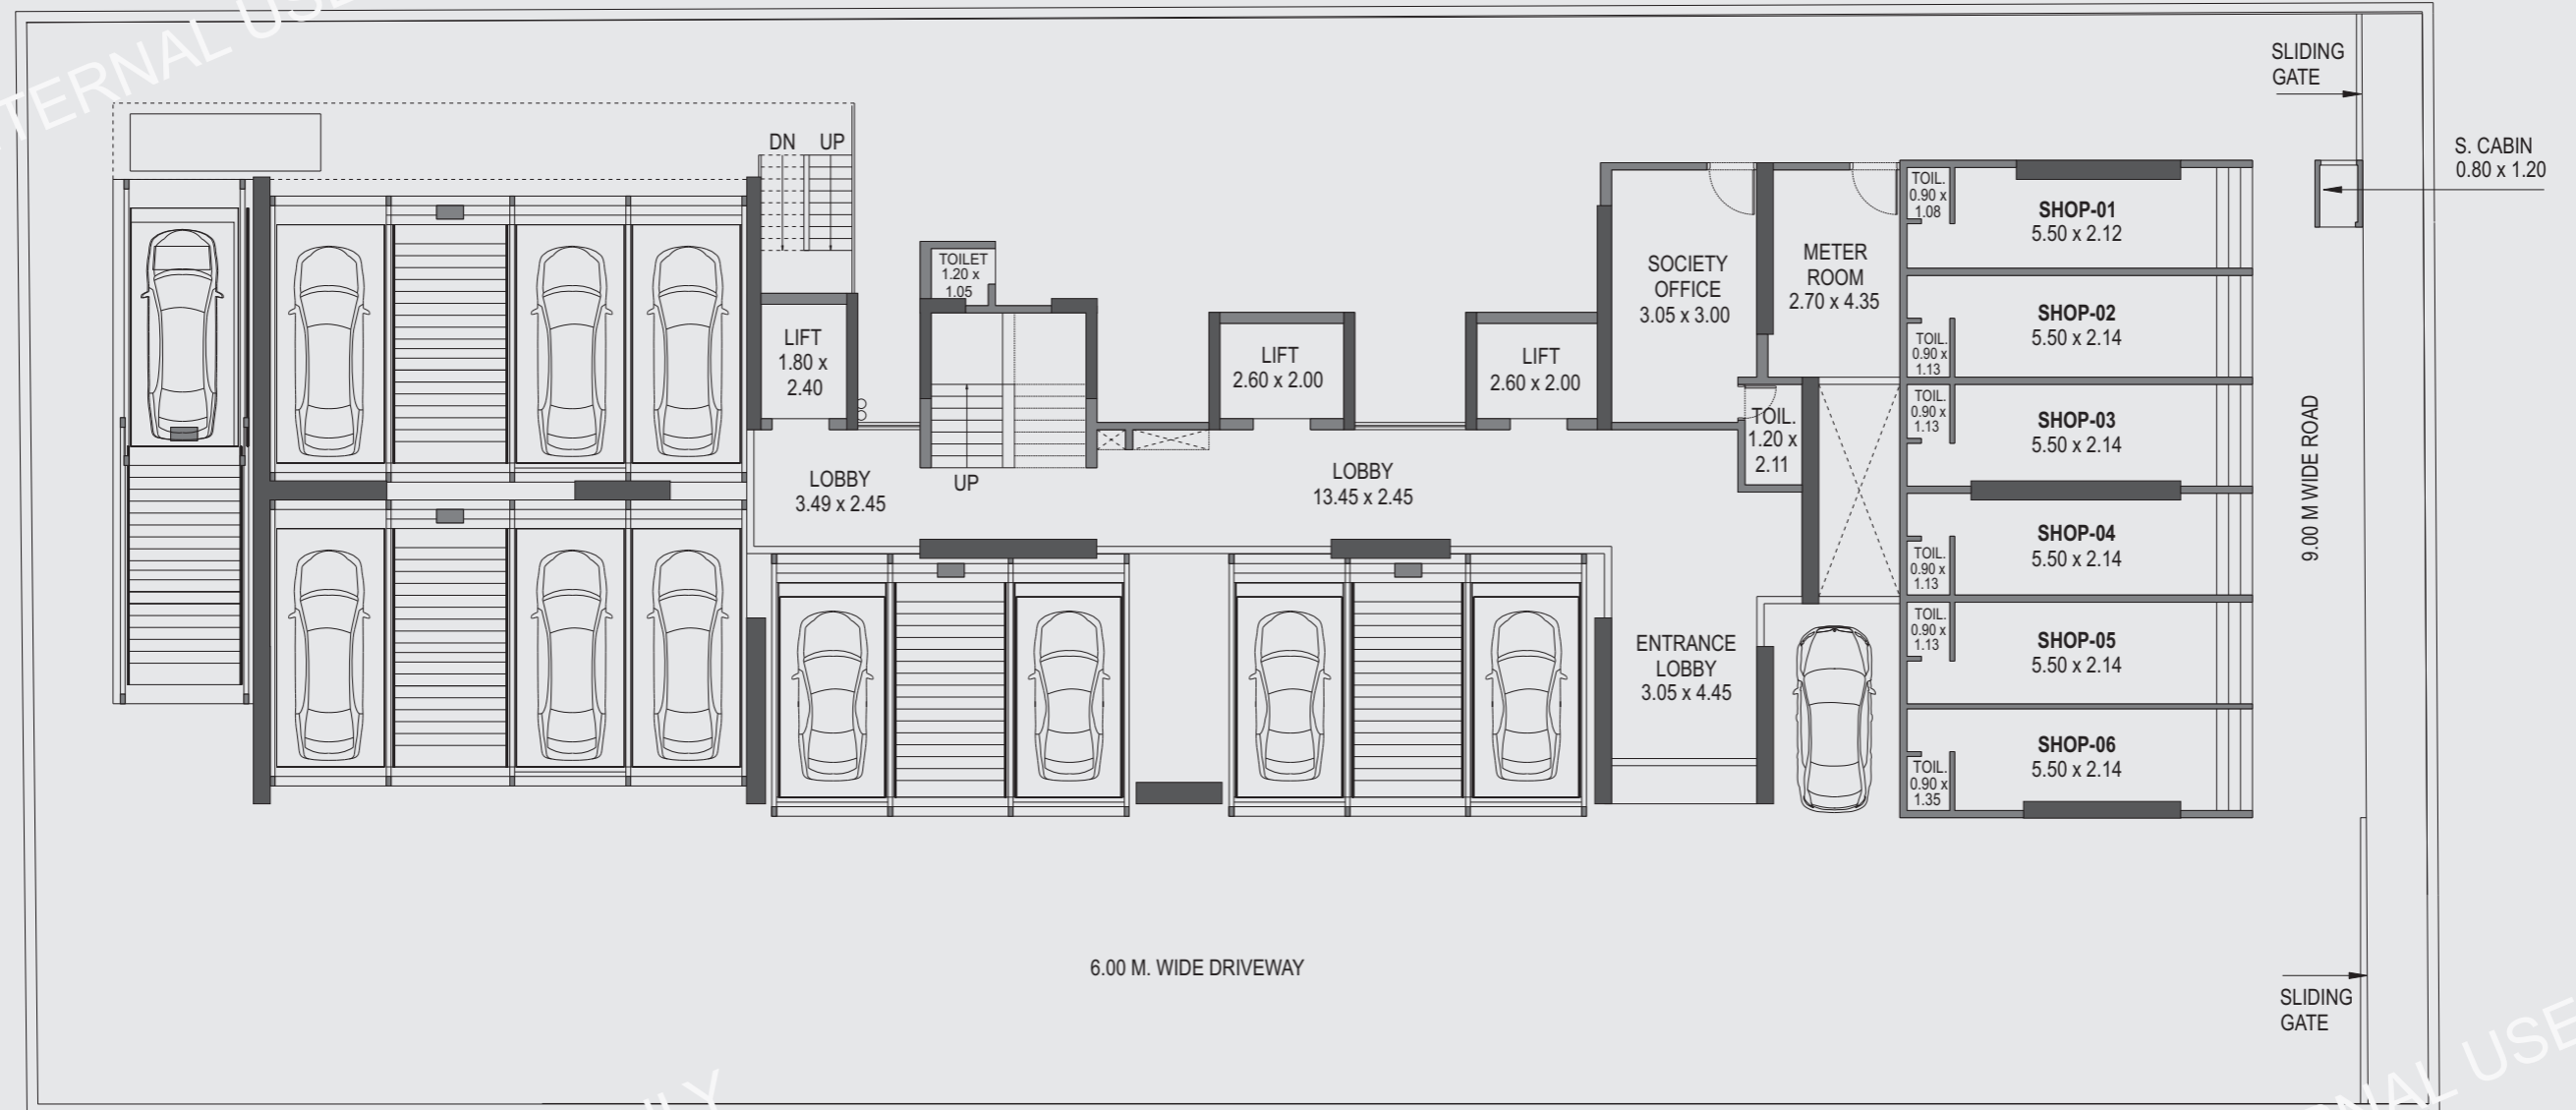 TERNAL USE
SLIDING
GATE
S. CABIN
0.80 x 1.20
DN
UP
TOILET
1.20 x
1.05
LIFT
1.80 x
2.40
LIFT
2.60 x 2.00
LIFT
2.60 x 2.00
SOCIETY
OFFICE
3.05 x 3.00
METER
ROOM
2.70 x 4.35
TOIL.
0.90 x
1.08
SHOP-01
5.50 x 2.12
SHOP-02
5.50 x 2.14
TOIL.
0.90 x
1.13
TOIL.
0.90 x
1.13
SHOP-03
5.50 x 2.14
9.00 M WIDE ROAD
TOIL.
1.20 x
2.11
LOBBY
3.49 x 2.45
UP
LOBBY
13.45 x 2.45
SHOP-04
5.50 x 2.14
TOIL.
0.90 x
1.13
TOIL.
0.90 x
1.13
SHOP-05
5.50 x 2.14
ENTRANCE
LOBBY
3.05 x 4.45
SHOP-06
5.50 x 2.14
TOIL.
0.90 x
1.35
6.00 M. WIDE DRIVEWAY
SLIDING
GATE
RNAL USE